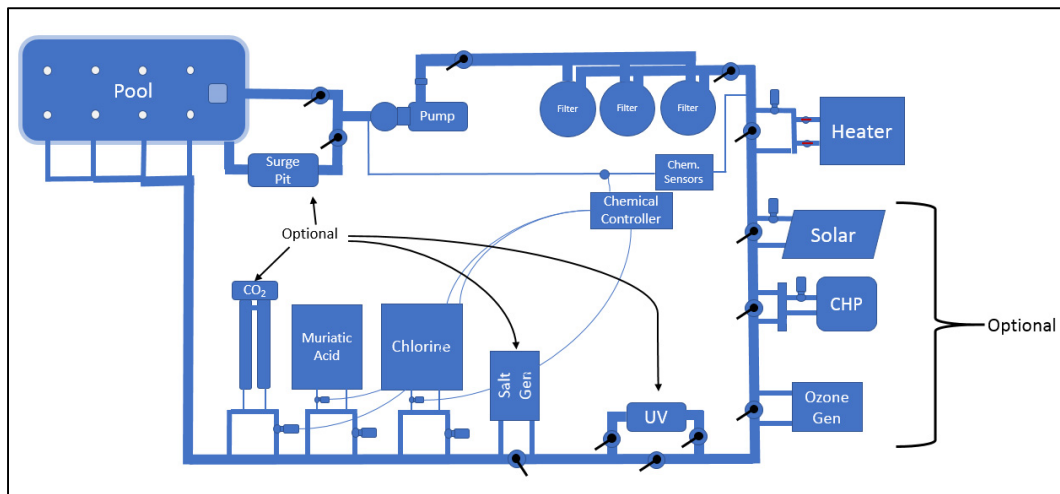 Pool
Pump
Filter
Filter
Filter
Heater
Surge
Pit
Chem.
Sensors
Chemical
Controller
Optional
Solar
CO₂
Muriatic
Acid
Chlorine
Salt
Gen
UV
CHP
Optional
Ozone
Gen